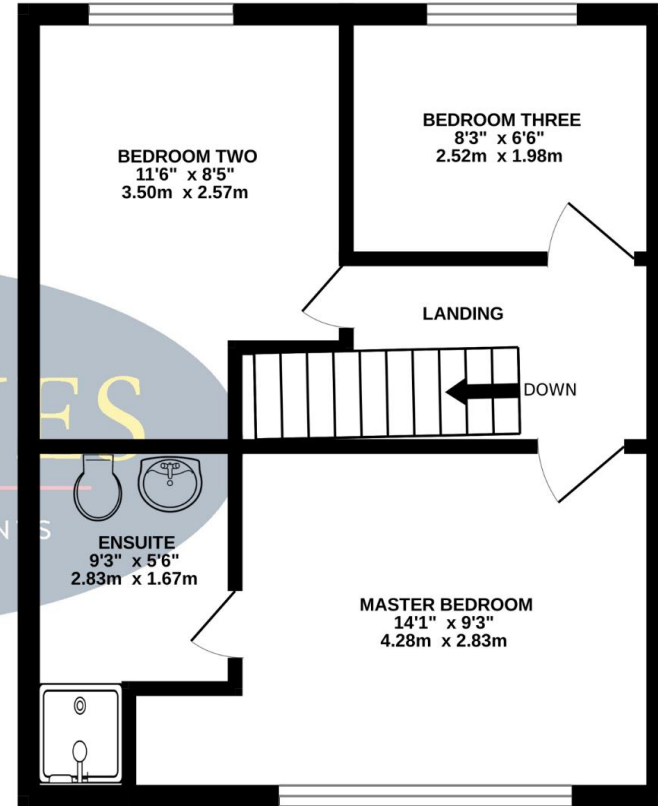 BEDROOM TWO
11'6" x 8'5"
3.50m x 2.57m
BEDROOM THREE
8'3" x 6'6"
2.52m x 1.98m
LANDING
DOWN
ENSUITE
9'3" x 5'6"
2.83m x 1.67m
MASTER BEDROOM
14'1" x 9'3"
4.28m x 2.83m